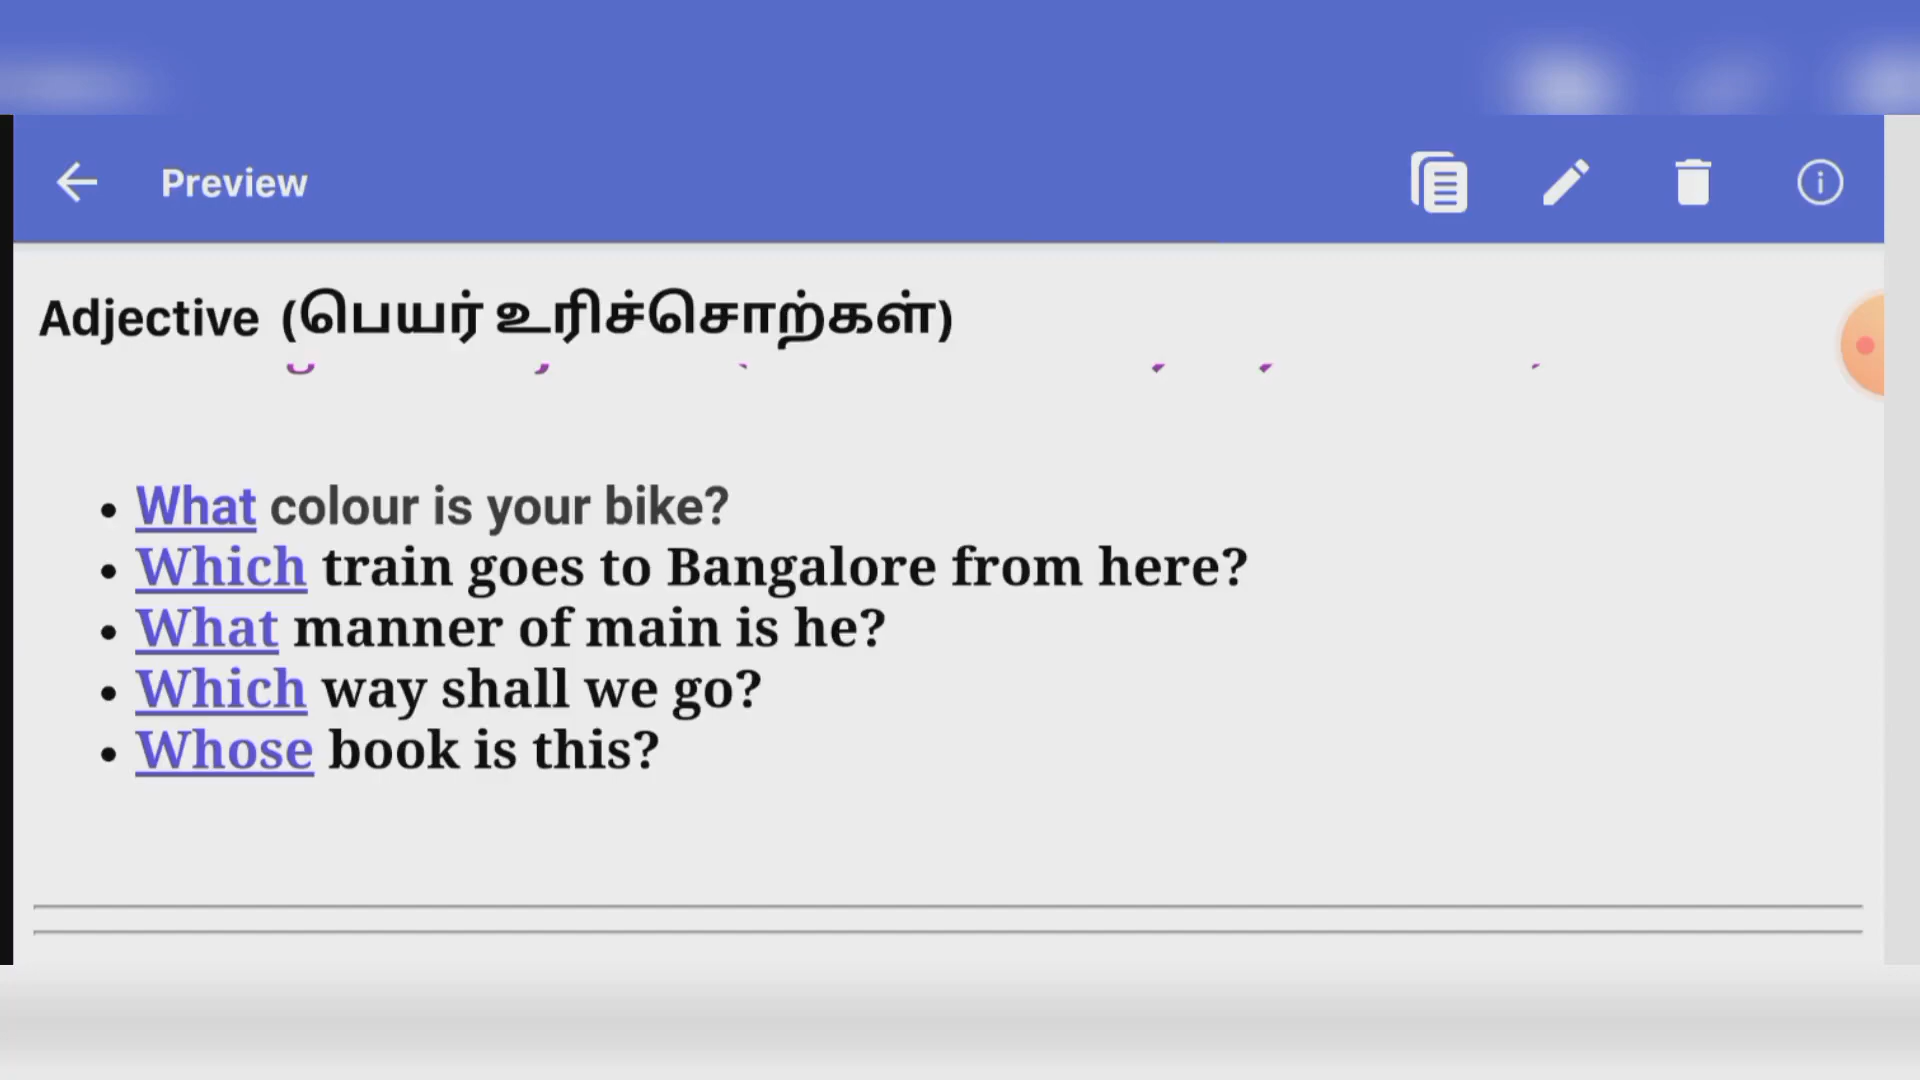 Preview
Adjective (பெயர் உரிச்சொற்கள்)
What colour is your bike?
Which train goes to Bangalore from here?
What manner of main is he?
Which way shall we go?
Whose book is this?